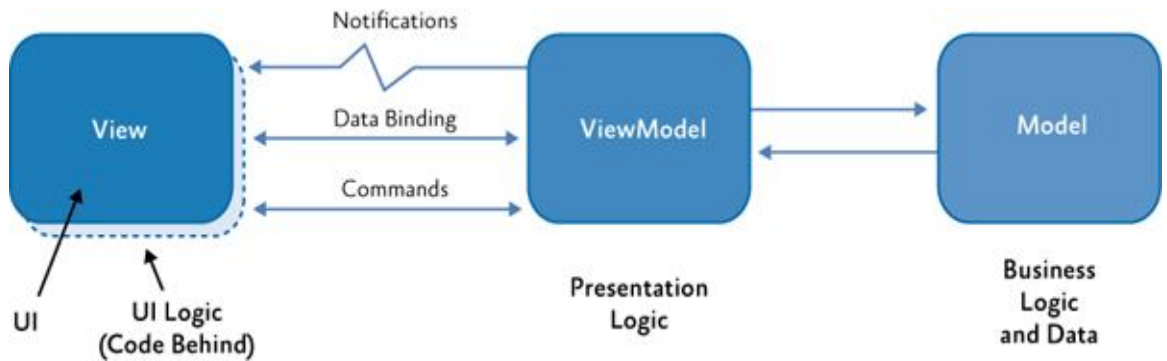 Notifications
View
Data Binding
ViewModel
Model
Commands
UI
UI Logic
(Code Behind)
Presentation
Logic
Business
Logic
and Data